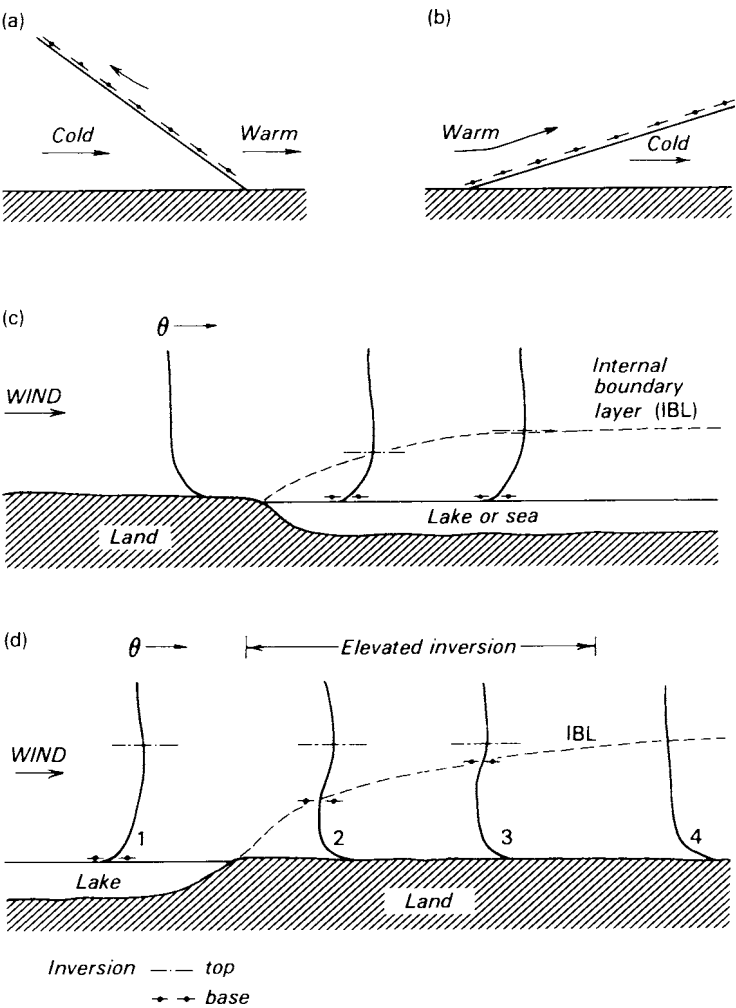 (a)
Cold
Warm
(b)
Warm
Cold
(c)
θ
WIND
Internal
boundary
layer (IBL)
Land
Lake or sea
(d)
θ
Elevated inversion
WIND
IBL
1
2
3
4
Lake
Land
Inversion top
base